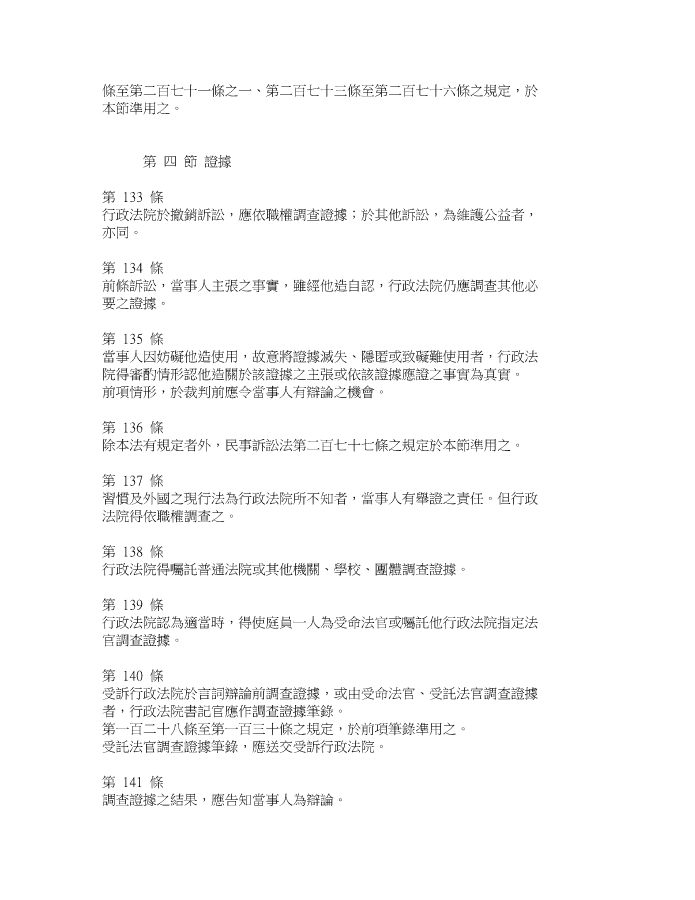 條至第二百七十一條之一、第二百七十三條至第二百七十六條之規定，於
本節準用之。
第 四 節 證據
第 133 條
行政法院於撤銷訴訟，應依職權調查證據；於其他訴訟，為維護公益者，
亦同。
第 134 條
前條訴訟，當事人主張之事實，雖經他造自認，行政法院仍應調查其他必
要之證據。
第 135 條
當事人因妨礙他造使用，故意將證據滅失、隱匿或致礙難使用者，行政法
院得審酌情形認他造關於該證據之主張或依該證據應證之事實為真實。
前項情形，於裁判前應令當事人有辯論之機會。
第 136 條
除本法有規定者外，民事訴訟法第二百七十七條之規定於本節準用之。
第 137 條
習慣及外國之現行法為行政法院所不知者，當事人有舉證之責任。但行政
法院得依職權調查之。
第 138 條
行政法院得囑託普通法院或其他機關、學校、團體調查證據。
第 139 條
行政法院認為適當時，得使庭員一人為受命法官或囑託他行政法院指定法
官調查證據。
第 140 條
受訴行政法院於言詞辯論前調查證據，或由受命法官、受託法官調查證據
者，行政法院書記官應作調查證據筆錄。
第一百二十八條至第一百三十條之規定，於前項筆錄準用之。
受託法官調查證據筆錄，應送交受訴行政法院。
第 141 條
調查證據之結果，應告知當事人為辯論。